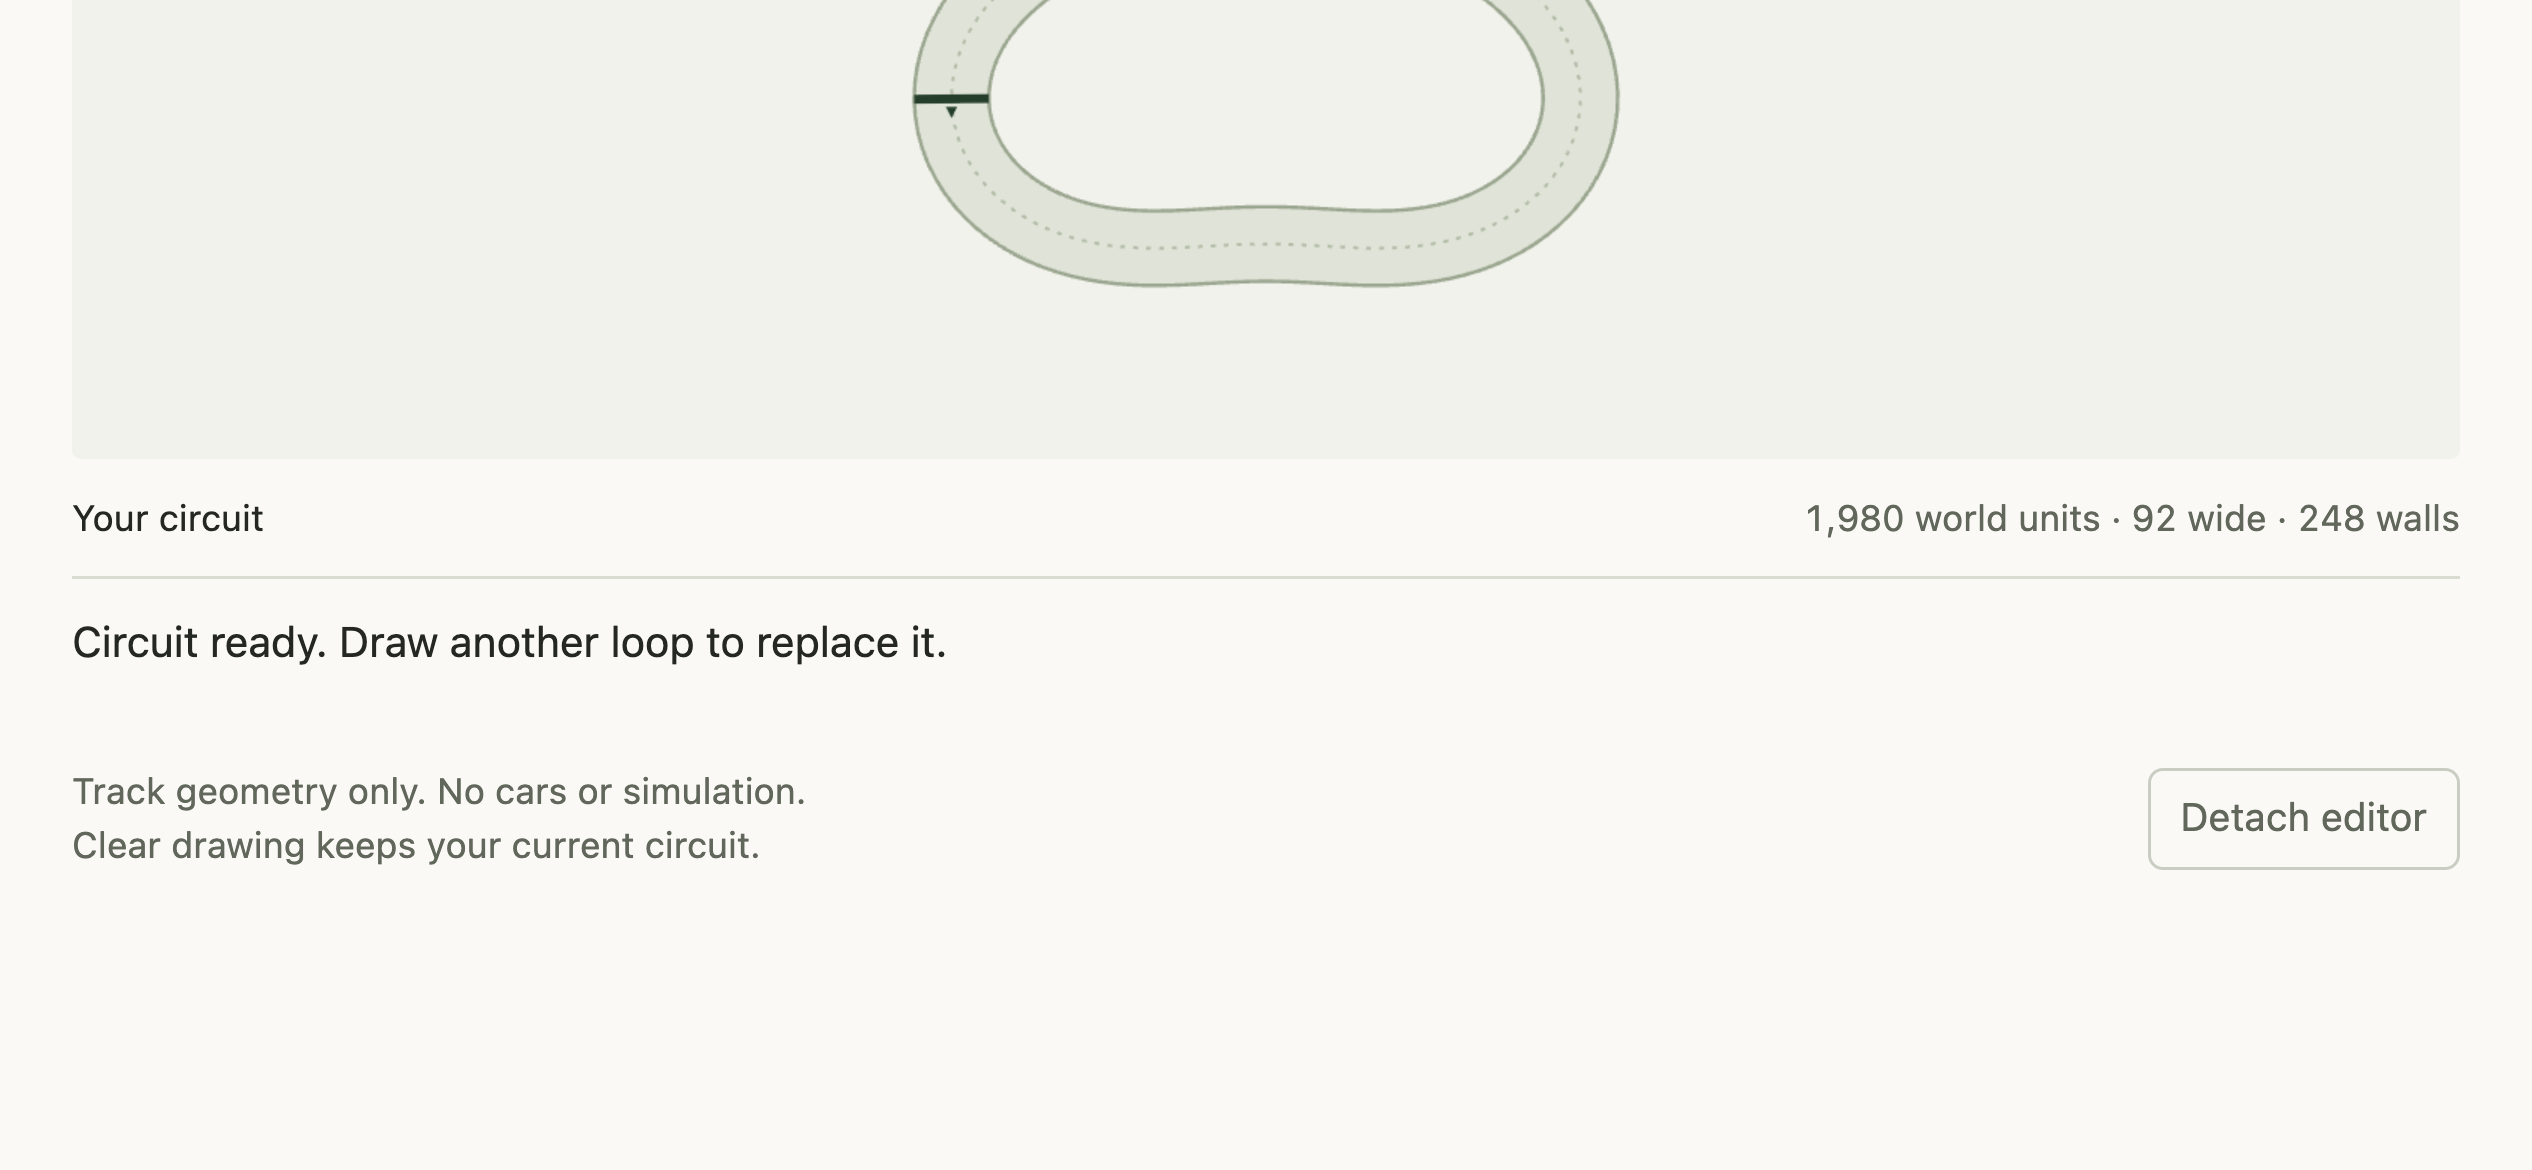 Your circuit
1,980 world units · 92 wide · 248 walls
Circuit ready. Draw another loop to replace it.
Track geometry only. No cars or simulation.
Clear drawing keeps your current circuit.
Detach editor